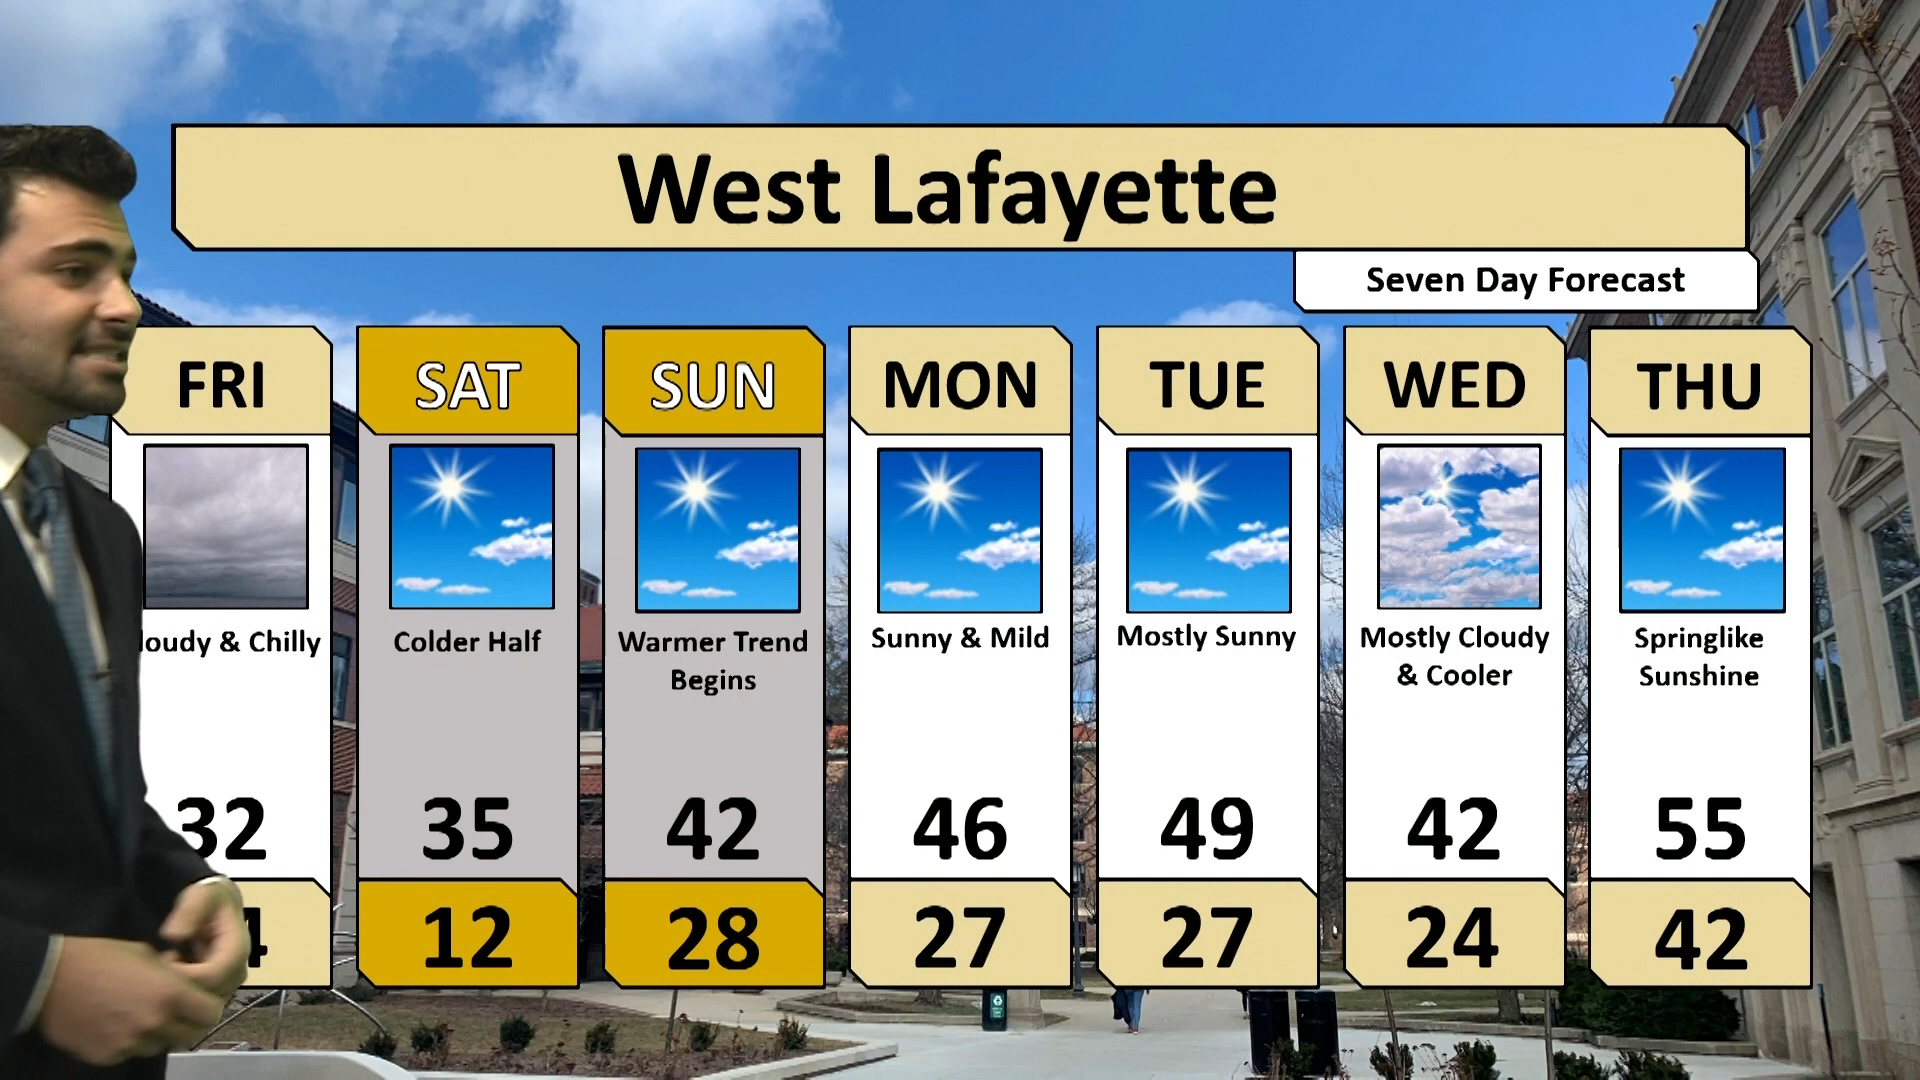 West Lafayette
Seven Day Forecast
FRI
SAT
SUN
MON
TUE
WED
THU
& Chilly
Colder Half
Warmer Trend
Begins
Sunny & Mild
Mostly Sunny
Mostly Cloudy
& Cooler
Springlike
Sunshine
32
35
42
46
49
42
55
12
28
27
27
24
42